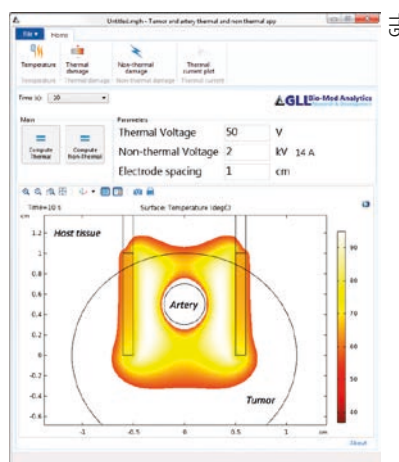 Untitled.mph - Tumor and artery thermal and non thermal app
File Home
Temperature Thermal damage Non-thermal damage Thermal current plot
Temperature Thermal damage Non-thermal damage Thermal current
Time (s): 10
GLL Bio-Med Analytics
Main Parameters
Thermal Voltage 50 V
Compute Thermal Compute Non-Thermal
Non-thermal Voltage 2 kV 14 A
Electrode spacing 1 cm
Time=10 s Surface: Temperature (degC)
cm
1.2
1
0.8
0.6
0.4
0.2
0
-0.2
-0.4
-0.6
Host tissue
Artery
Tumor
-1 -0.5 0 0.5 1 cm
90
80
70
60
50
40
About
GLL